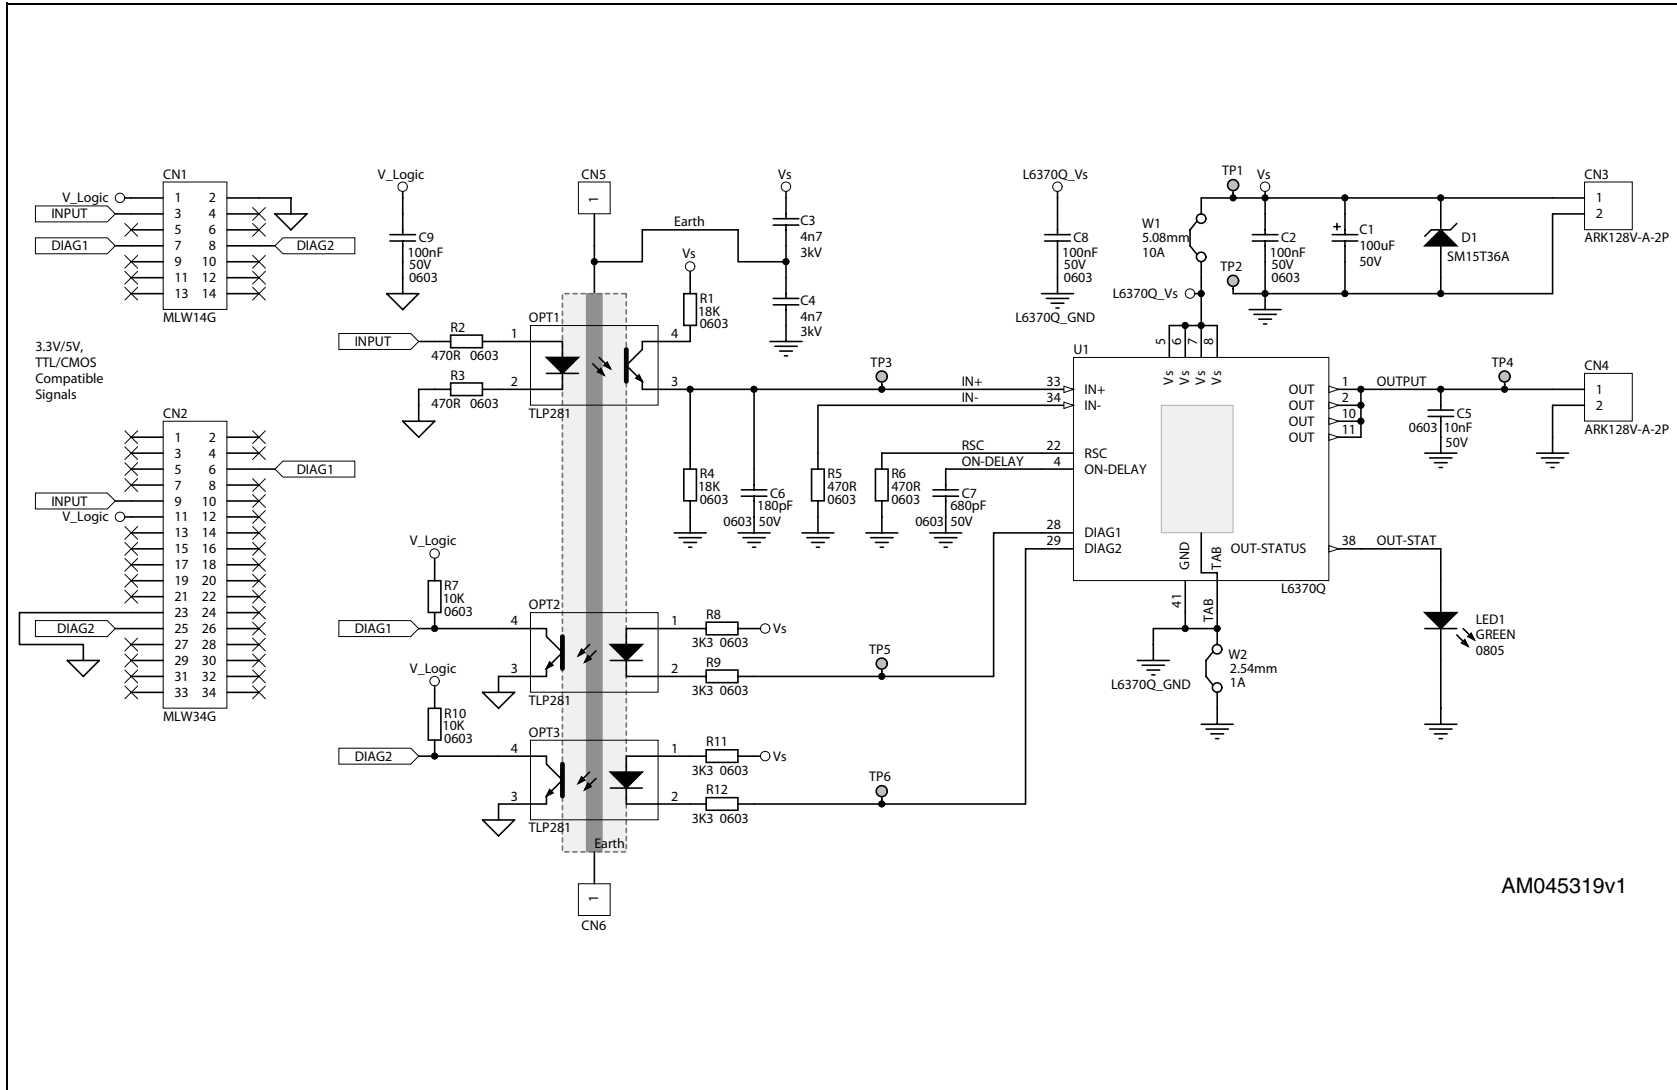 CN1
V_Logic
1 2
INPUT
3 4
5 6
DIAG1
7 8
DIAG2
9 10
11 12
13 14
MLW14G
3.3V/5V,
TTL/CMOS
Compatible
Signals
CN2
1 2
3 4
5 6
DIAG1
7 8
INPUT
9 10
V_Logic
11 12
13 14
15 16
17 18
19 20
21 22
23 24
DIAG2
25 26
27 28
29 30
31 32
33 34
MLW34G
V_Logic
C9
100nF
50V
0603
CN5
1
Earth
Vs
C3
4n7
3kV
C4
4n7
3kV
Vs
R1
18K
0603
OPT1
INPUT
R2
470R 0603
R3
470R 0603
1
2
4
3
TLP281
TP3
R4
18K
0603
C6
180pF
0603 50V
R5
470R
0603
R6
470R
0603
C7
680pF
0603 50V
IN+
IN-
RSC
ON-DELAY
V_Logic
R7
10K
0603
DIAG1
OPT2
4
3
1
2
TLP281
R8
3K3 0603
Vs
R9
3K3 0603
TP5
V_Logic
R10
10K
0603
DIAG2
OPT3
4
3
1
2
TLP281
R11
3K3 0603
Vs
R12
3K3 0603
TP6
Earth
1
CN6
L6370Q_Vs
C8
100nF
50V
0603
L6370Q_GND
W1
5.08mm
10A
TP1
Vs
TP2
L6370Q_Vs
C2
100nF
50V
0603
+
C1
100uF
50V
D1
SM15T36A
CN3
1
2
ARK128V-A-2P
U1
5 6 7 8
Vs Vs Vs Vs
33 IN+
34 IN-
22 RSC
4 ON-DELAY
28 DIAG1
29 DIAG2
OUT 1
OUT 2
OUT 10
OUT 11
OUTPUT
TP4
C5
0603 10nF
50V
CN4
1
2
ARK128V-A-2P
GND
TAB
OUT-STATUS
38
OUT-STAT
L6370Q
41
TAB
L6370Q_GND
W2
2.54mm
1A
LED1
GREEN
0805
AM045319v1